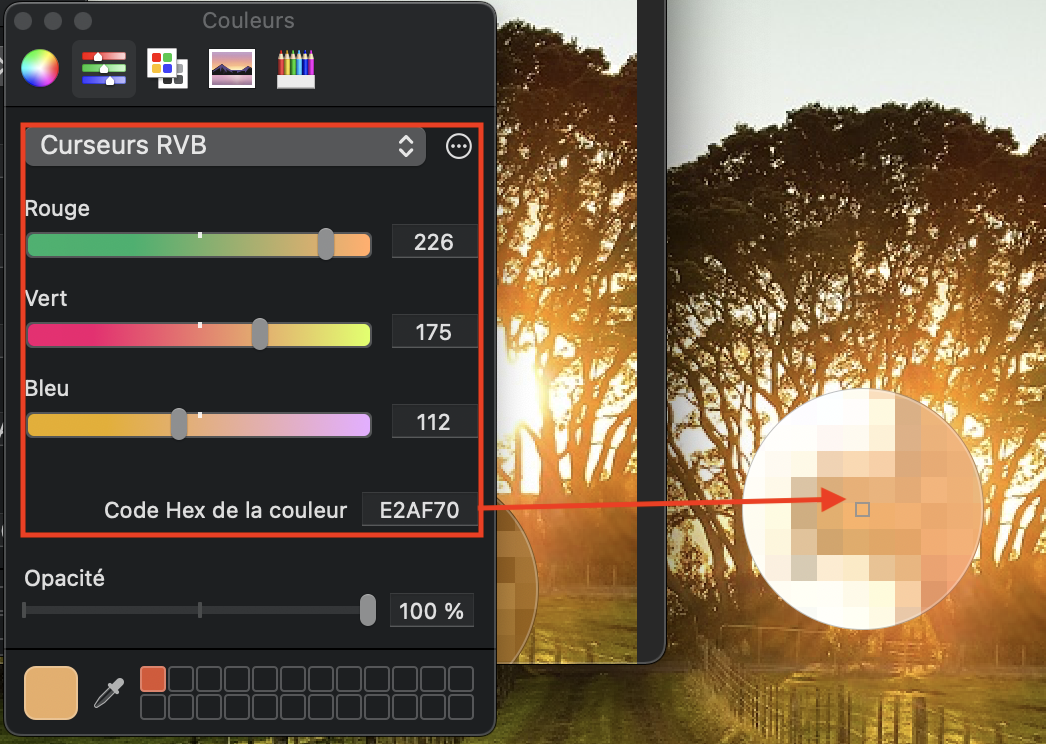 Couleurs
Curseurs RVB
Rouge
226
Vert
175
Bleu
112
Code Hex de la couleur E2AF70
Opacité
100 %